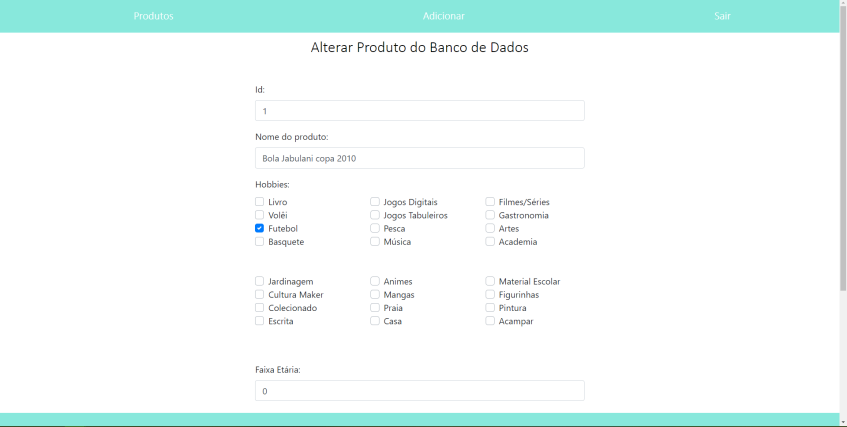 Produtos Adicionar Sair
Alterar Produto do Banco de Dados
Id:
1
Nome do produto:
Bola Jabulani copa 2010
Hobbies:
Livro Jogos Digitais Filmes/Séries
Voléi Jogos Tabuleiros Gastronomia
Futebol Pesca Artes
Basquete Música Academia
Jardinagem Animes Material Escolar
Cultura Maker Mangas Figurinhas
Colecionado Praia Pintura
Escrita Casa Acampar
Faixa Etária:
0